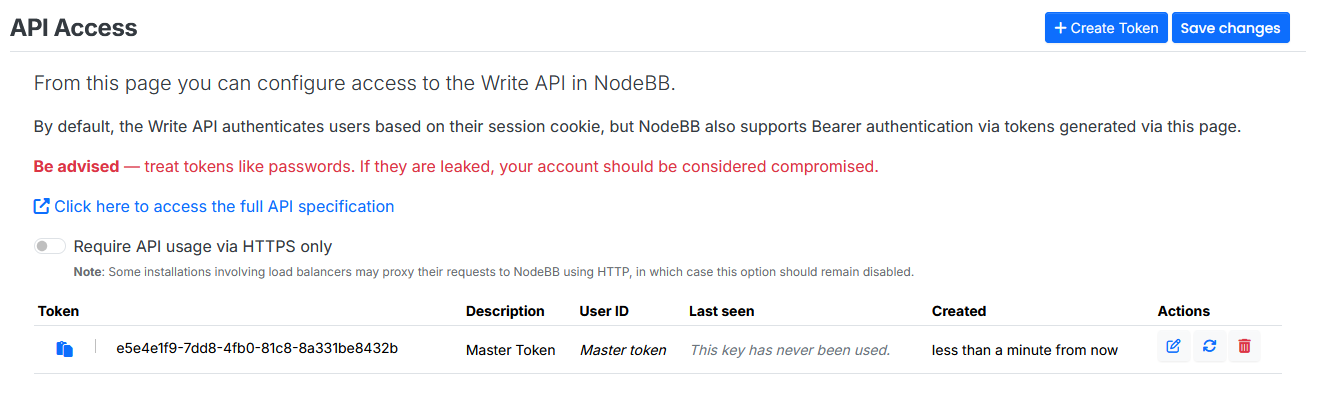 API Access
+ Create Token
Save changes
From this page you can configure access to the Write API in NodeBB.
By default, the Write API authenticates users based on their session cookie, but NodeBB also supports Bearer authentication via tokens generated via this page.
Be advised — treat tokens like passwords. If they are leaked, your account should be considered compromised.
Click here to access the full API specification
Require API usage via HTTPS only
Note: Some installations involving load balancers may proxy their requests to NodeBB using HTTP, in which case this option should remain disabled.
Token Description User ID Last seen Created Actions
e5e4e1f9-7dd8-4fb0-81c8-8a331be8432b Master Token Master token This key has never been used. less than a minute from now